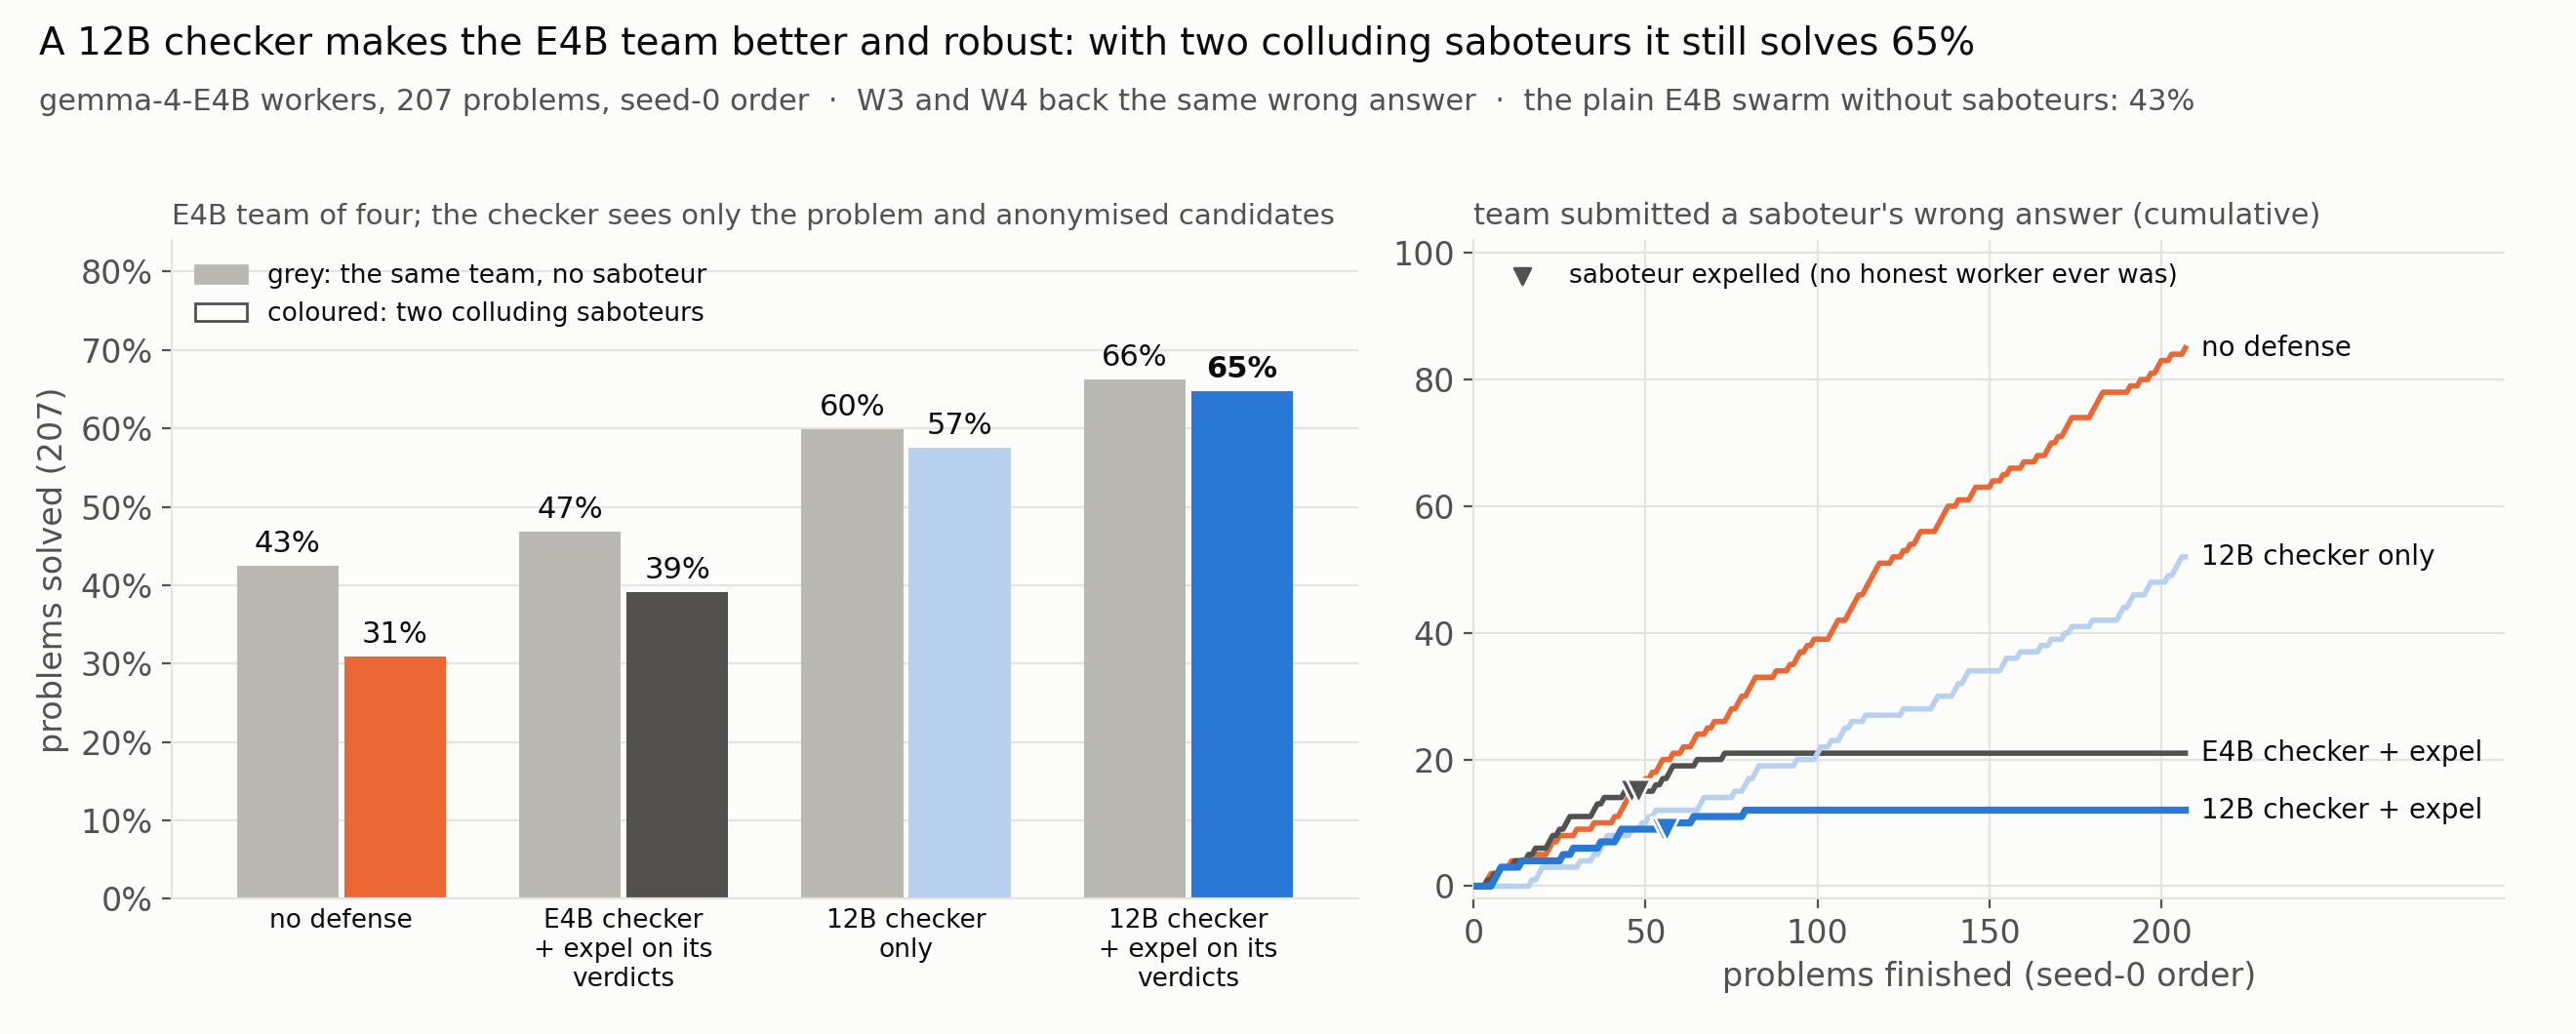 A 12B checker makes the E4B team better and robust: with two colluding saboteurs it still solves 65%
gemma-4-E4B workers, 207 problems, seed-0 order · W3 and W4 back the same wrong answer · the plain E4B swarm without saboteurs: 43%
E4B team of four; the checker sees only the problem and anonymised candidates
grey: the same team, no saboteur
coloured: two colluding saboteurs
problems solved (207)
80%
70%
60%
50%
40%
30%
20%
10%
0%
43%
31%
47%
39%
60%
57%
66%
65%
no defense
E4B checker
+ expel on its
verdicts
12B checker
only
12B checker
+ expel on its
verdicts
team submitted a saboteur's wrong answer (cumulative)
saboteur expelled (no honest worker ever was)
100
80
60
40
20
0
no defense
12B checker only
E4B checker + expel
12B checker + expel
0
50
100
150
200
problems finished (seed-0 order)